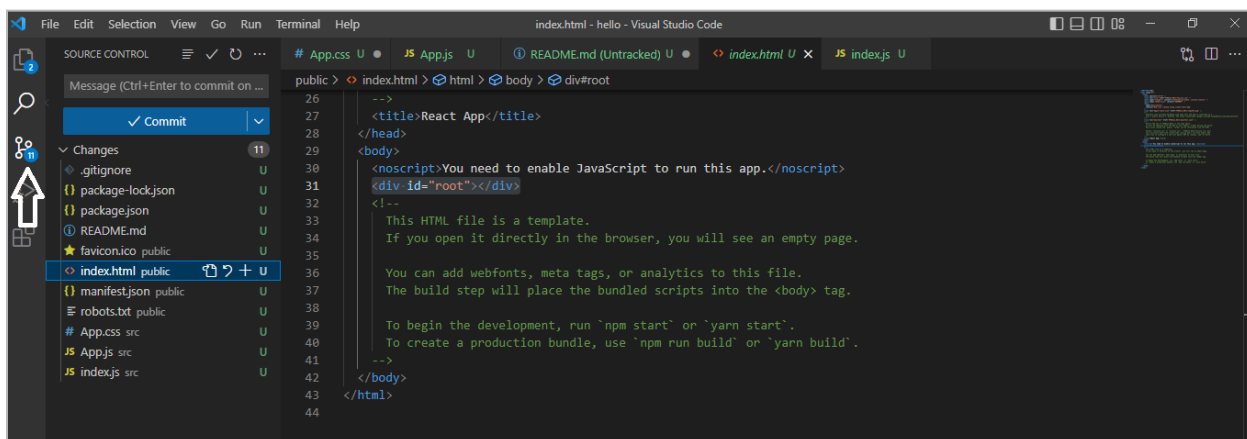 File Edit Selection View Go Run Terminal Help index.html - hello - Visual Studio Code
SOURCE CONTROL
# App.css U JS App.js U README.md (Untracked) U <> index.html U JS index.js U
Message (Ctrl+Enter to commit on ...
public > <> index.html > html > body > div#root
Commit
Changes 11
.gitignore U
{} package-lock.json U
{} package.json U
README.md U
favicon.ico public U
<> index.html public U
{} manifest.json public U
robots.txt public U
# App.css src U
JS App.js src U
JS index.js src U
2
11
26 -->
27 <title>React App</title>
28 </head>
29 <body>
30 <noscript>You need to enable JavaScript to run this app.</noscript>
31 <div id="root"></div>
32 <!--
33 This HTML file is a template.
34 If you open it directly in the browser, you will see an empty page.
35
36 You can add webfonts, meta tags, or analytics to this file.
37 The build step will place the bundled scripts into the <body> tag.
38
39 To begin the development, run `npm start` or `yarn start`.
40 To create a production bundle, use `npm run build` or `yarn build`.
41 -->
42 </body>
43 </html>
44